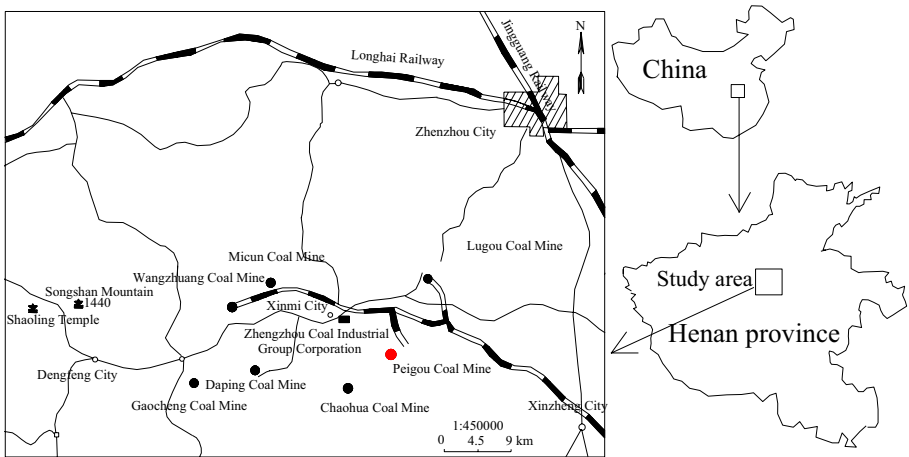 N
Longhai Railway
Jingguang Railway
Zhenzhou City
China
Lugou Coal Mine
Micun Coal Mine
Wangzhuang Coal Mine
Songshan Mountain
1440
Shaoling Temple
Xinmi City
Zhengzhou Coal Industrial
Group Corporation
Peigou Coal Mine
Dengfeng City
Daping Coal Mine
Gaocheng Coal Mine
Chaohua Coal Mine
Xinzheng City
1:450000
0 4.5 9 km
Study area
Henan province